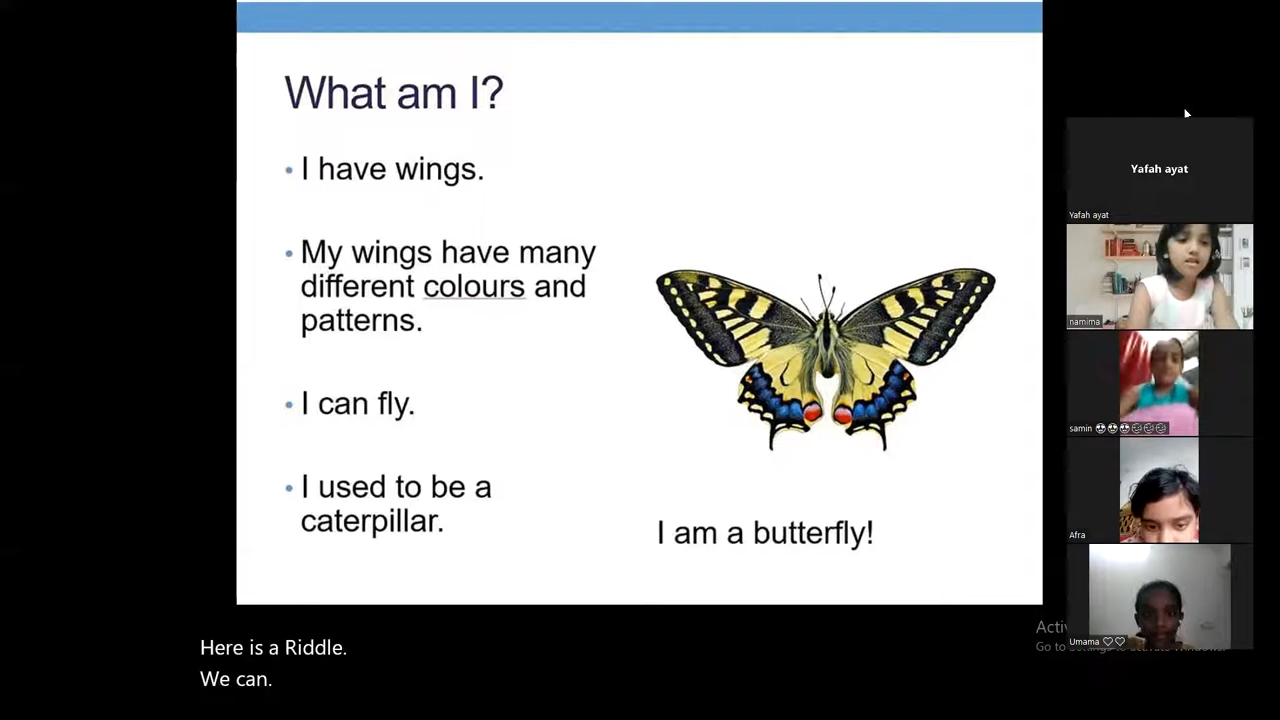 What am I?
• I have wings.
• My wings have many
different colours and
patterns.
• I can fly.
• I used to be a
caterpillar.
I am a butterfly!
Yafah ayat
Yafah ayat
namima
samin
Afra
Umama ♡♡
Here is a Riddle.
We can.